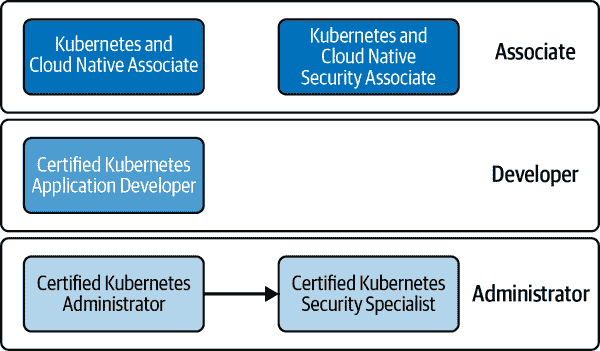 Kubernetes and
Cloud Native Associate
Kubernetes and
Cloud Native
Security Associate
Associate
Certified Kubernetes
Application Developer
Developer
Certified Kubernetes
Administrator
Certified Kubernetes
Security Specialist
Administrator